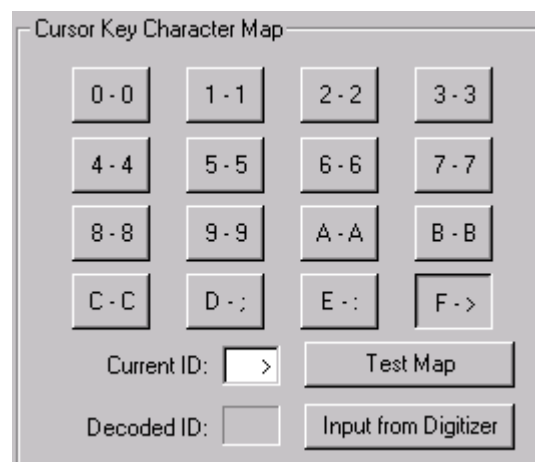 Cursor Key Character Map
0 - 0 1 - 1 2 - 2 3 - 3
4 - 4 5 - 5 6 - 6 7 - 7
8 - 8 9 - 9 A - A B - B
C - C D - ; E - : F - >
Current ID: > Test Map
Decoded ID: Input from Digitizer